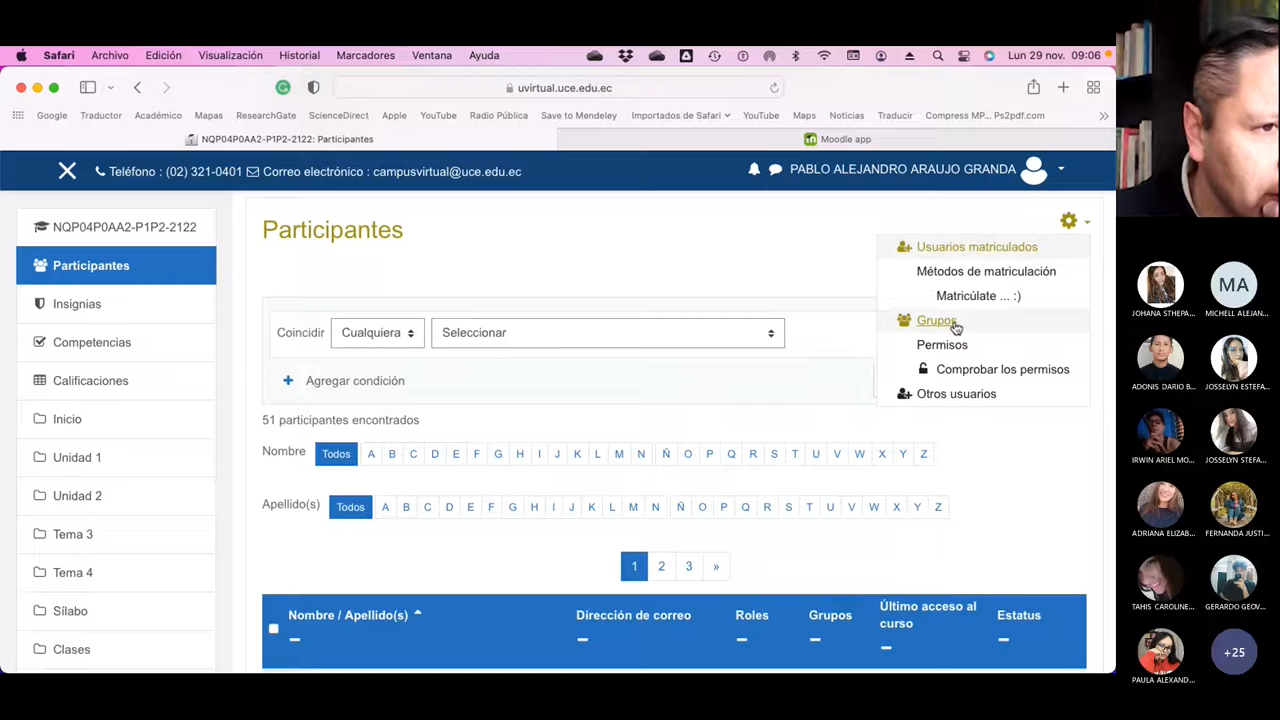 Safari Archivo Edición Visualización Historial Marcadores Ventana Ayuda Lun 29 nov. 09:06
uvirtual.uce.edu.ec
Google Traductor Académico Mapas ResearchGate ScienceDirect Apple YouTube Radio Pública Save to Mendeley Importados de Safari YouTube Maps Noticias Traducir Compress MP... Ps2pdf.com
NQP04P0AA2-P1P2-2122: Participantes
Moodle app
Teléfono : (02) 321-0401 Correo electrónico : campusvirtual@uce.edu.ec
PABLO ALEJANDRO ARAUJO GRANDA
NQP04P0AA2-P1P2-2122
Participantes
Insignias
Competencias
Calificaciones
Inicio
Unidad 1
Unidad 2
Tema 3
Tema 4
Sílabo
Clases
Participantes
Usuarios matriculados
Métodos de matriculación
Matricúlate ... :)
Grupos
Permisos
Comprobar los permisos
Otros usuarios
Coincidir Cualquiera Seleccionar
Agregar condición
51 participantes encontrados
Nombre Todos A B C D E F G H I J K L M N Ñ O P Q R S T U V W X Y Z
Apellido(s) Todos A B C D E F G H I J K L M N Ñ O P Q R S T U V W X Y Z
1 2 3 »
Nombre / Apellido(s) Dirección de correo Roles Grupos Último acceso al curso Estatus
MA
JOHANA STHEPA... MICHELL ALEJAN...
ADONIS DARIO B... JOSSELYN ESTEFA...
IRWIN ARIEL MO... JOSSELYN STEFA...
ADRIANA ELIZAB... FERNANDA JUSTI...
TAHIS CAROLINE... GERARDO GEOV...
PAULA ALEXAND...
+25